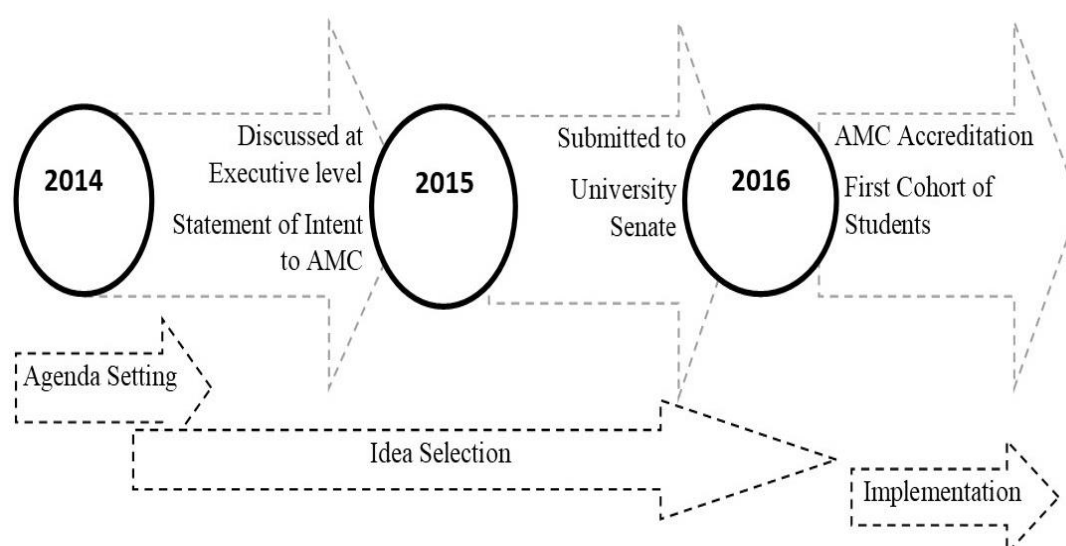 2014
Discussed at
Executive level
Statement of Intent
to AMC
2015
Submitted to
University
Senate
2016
AMC Accreditation
First Cohort of
Students
Agenda Setting
Idea Selection
Implementation